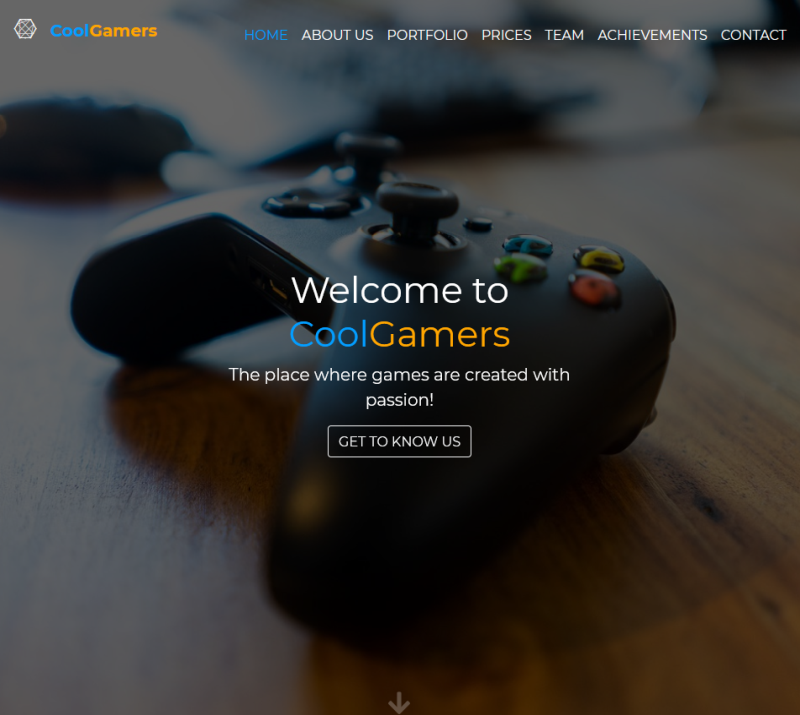 CoolGamers
HOME ABOUT US PORTFOLIO PRICES TEAM ACHIEVEMENTS CONTACT
Welcome to
CoolGamers
The place where games are created with
passion!
GET TO KNOW US